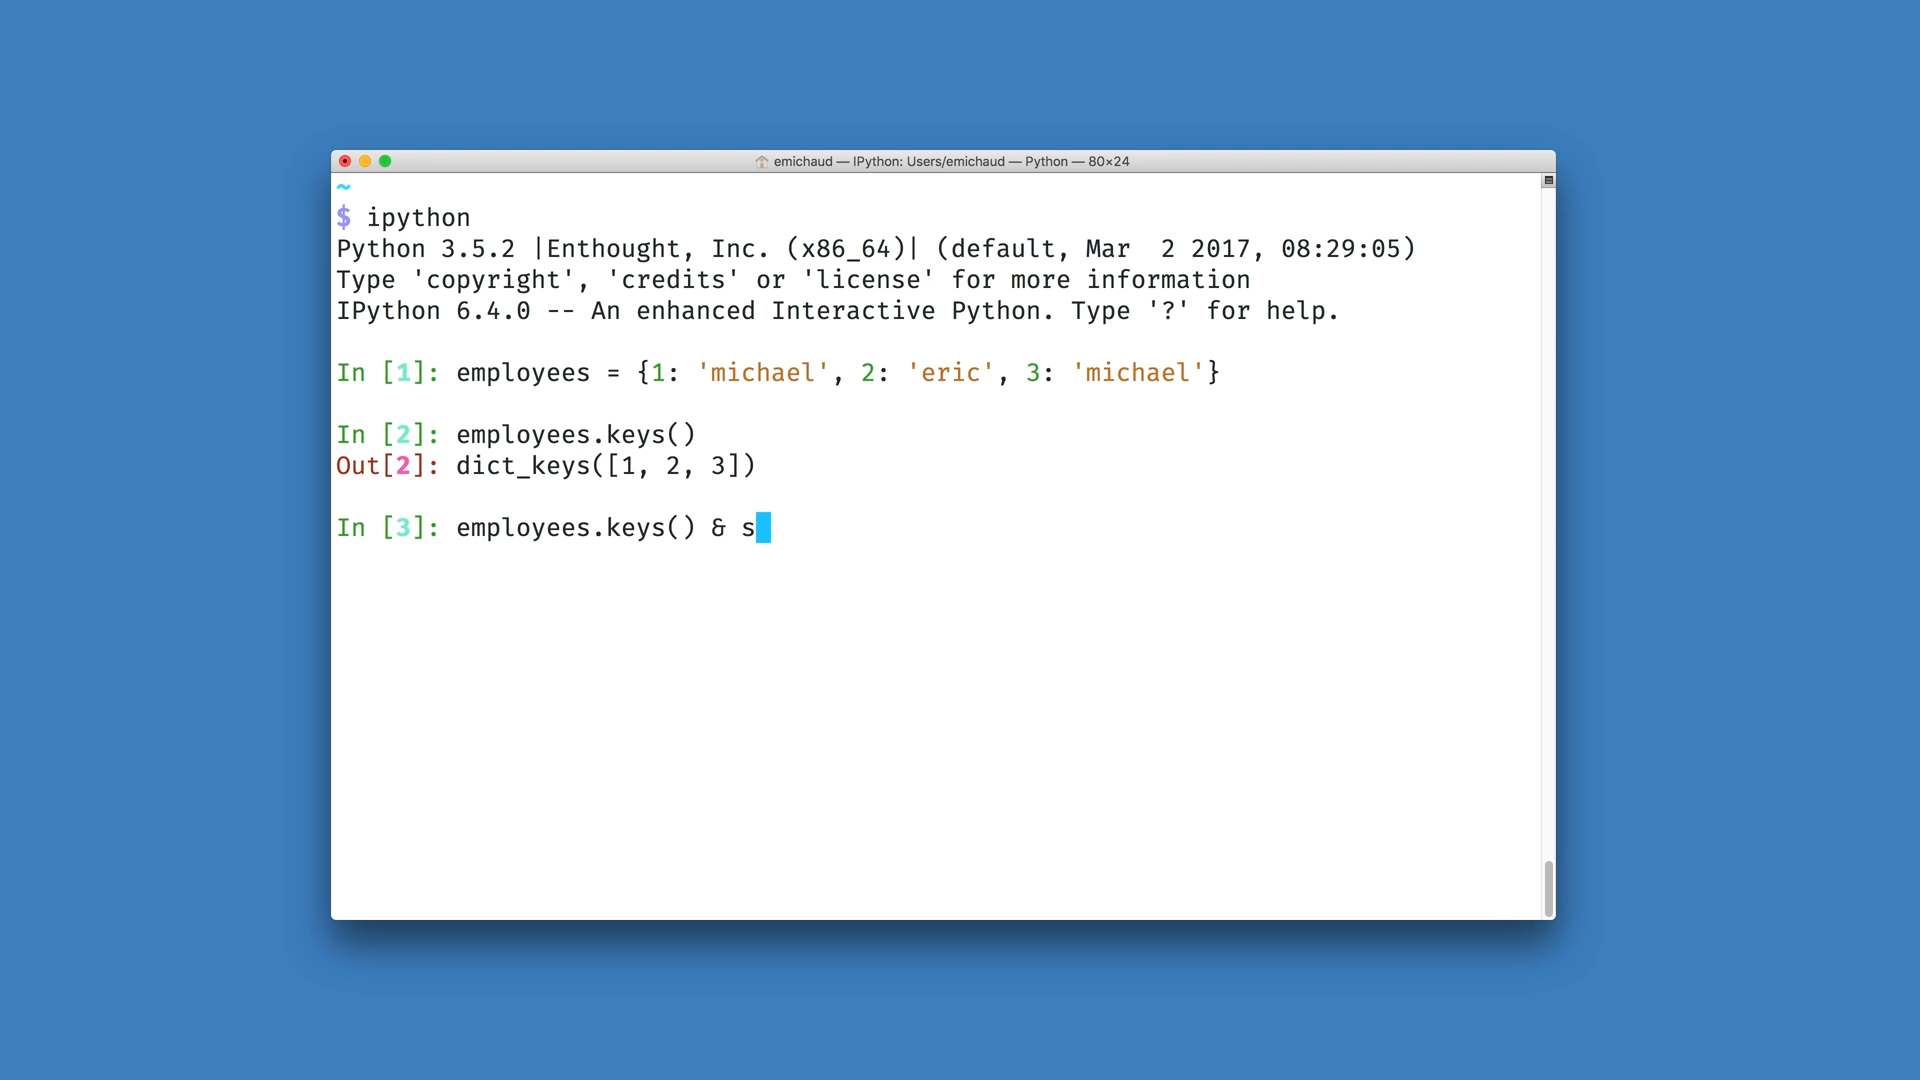 emichaud — IPython: Users/emichaud — Python — 80×24
~
$ ipython
Python 3.5.2 |Enthought, Inc. (x86_64)| (default, Mar  2 2017, 08:29:05)
Type 'copyright', 'credits' or 'license' for more information
IPython 6.4.0 -- An enhanced Interactive Python. Type '?' for help.
In [1]: employees = {1: 'michael', 2: 'eric', 3: 'michael'}
In [2]: employees.keys()
Out[2]: dict_keys([1, 2, 3])
In [3]: employees.keys() & s